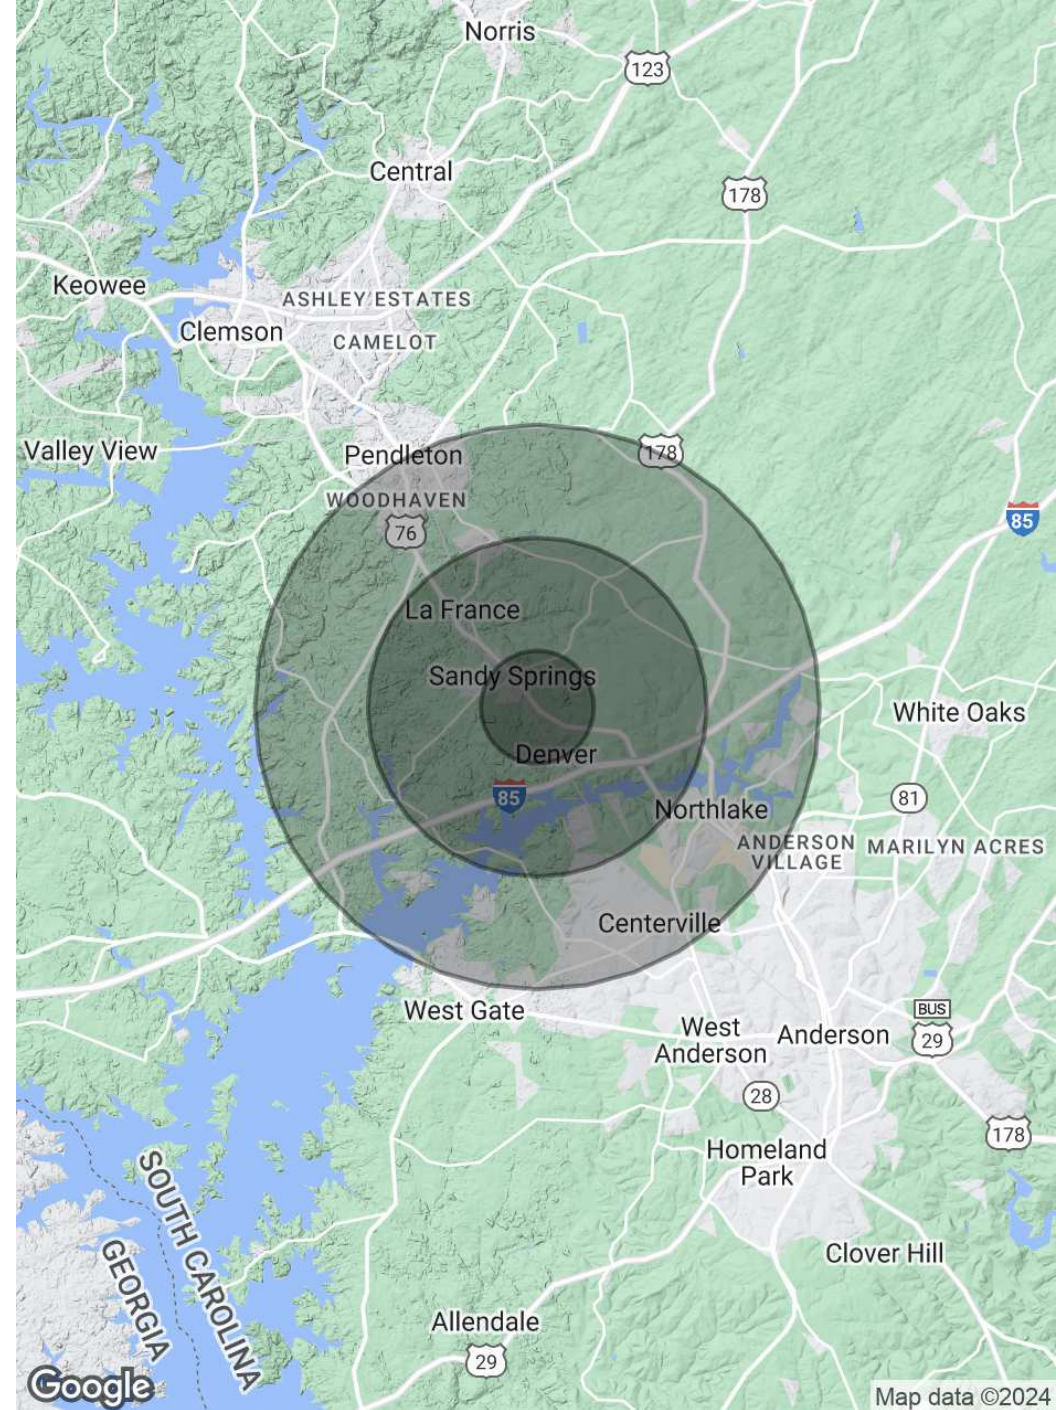 Norris
123
Central
178
Keowee
ASHLEY ESTATES
Clemson
CAMELOT
Valley View
Pendleton
178
WOODHAVEN
85
76
La France
Sandy Springs
White Oaks
Denver
85
81
Northlake
ANDERSON
VILLAGE
MARILYN ACRES
Centerville
West Gate
BUS
29
West
Anderson
Anderson
28
178
Homeland
Park
SOUTH CAROLINA
GEORGIA
Clover Hill
Allendale
29
Google
Map data ©2024